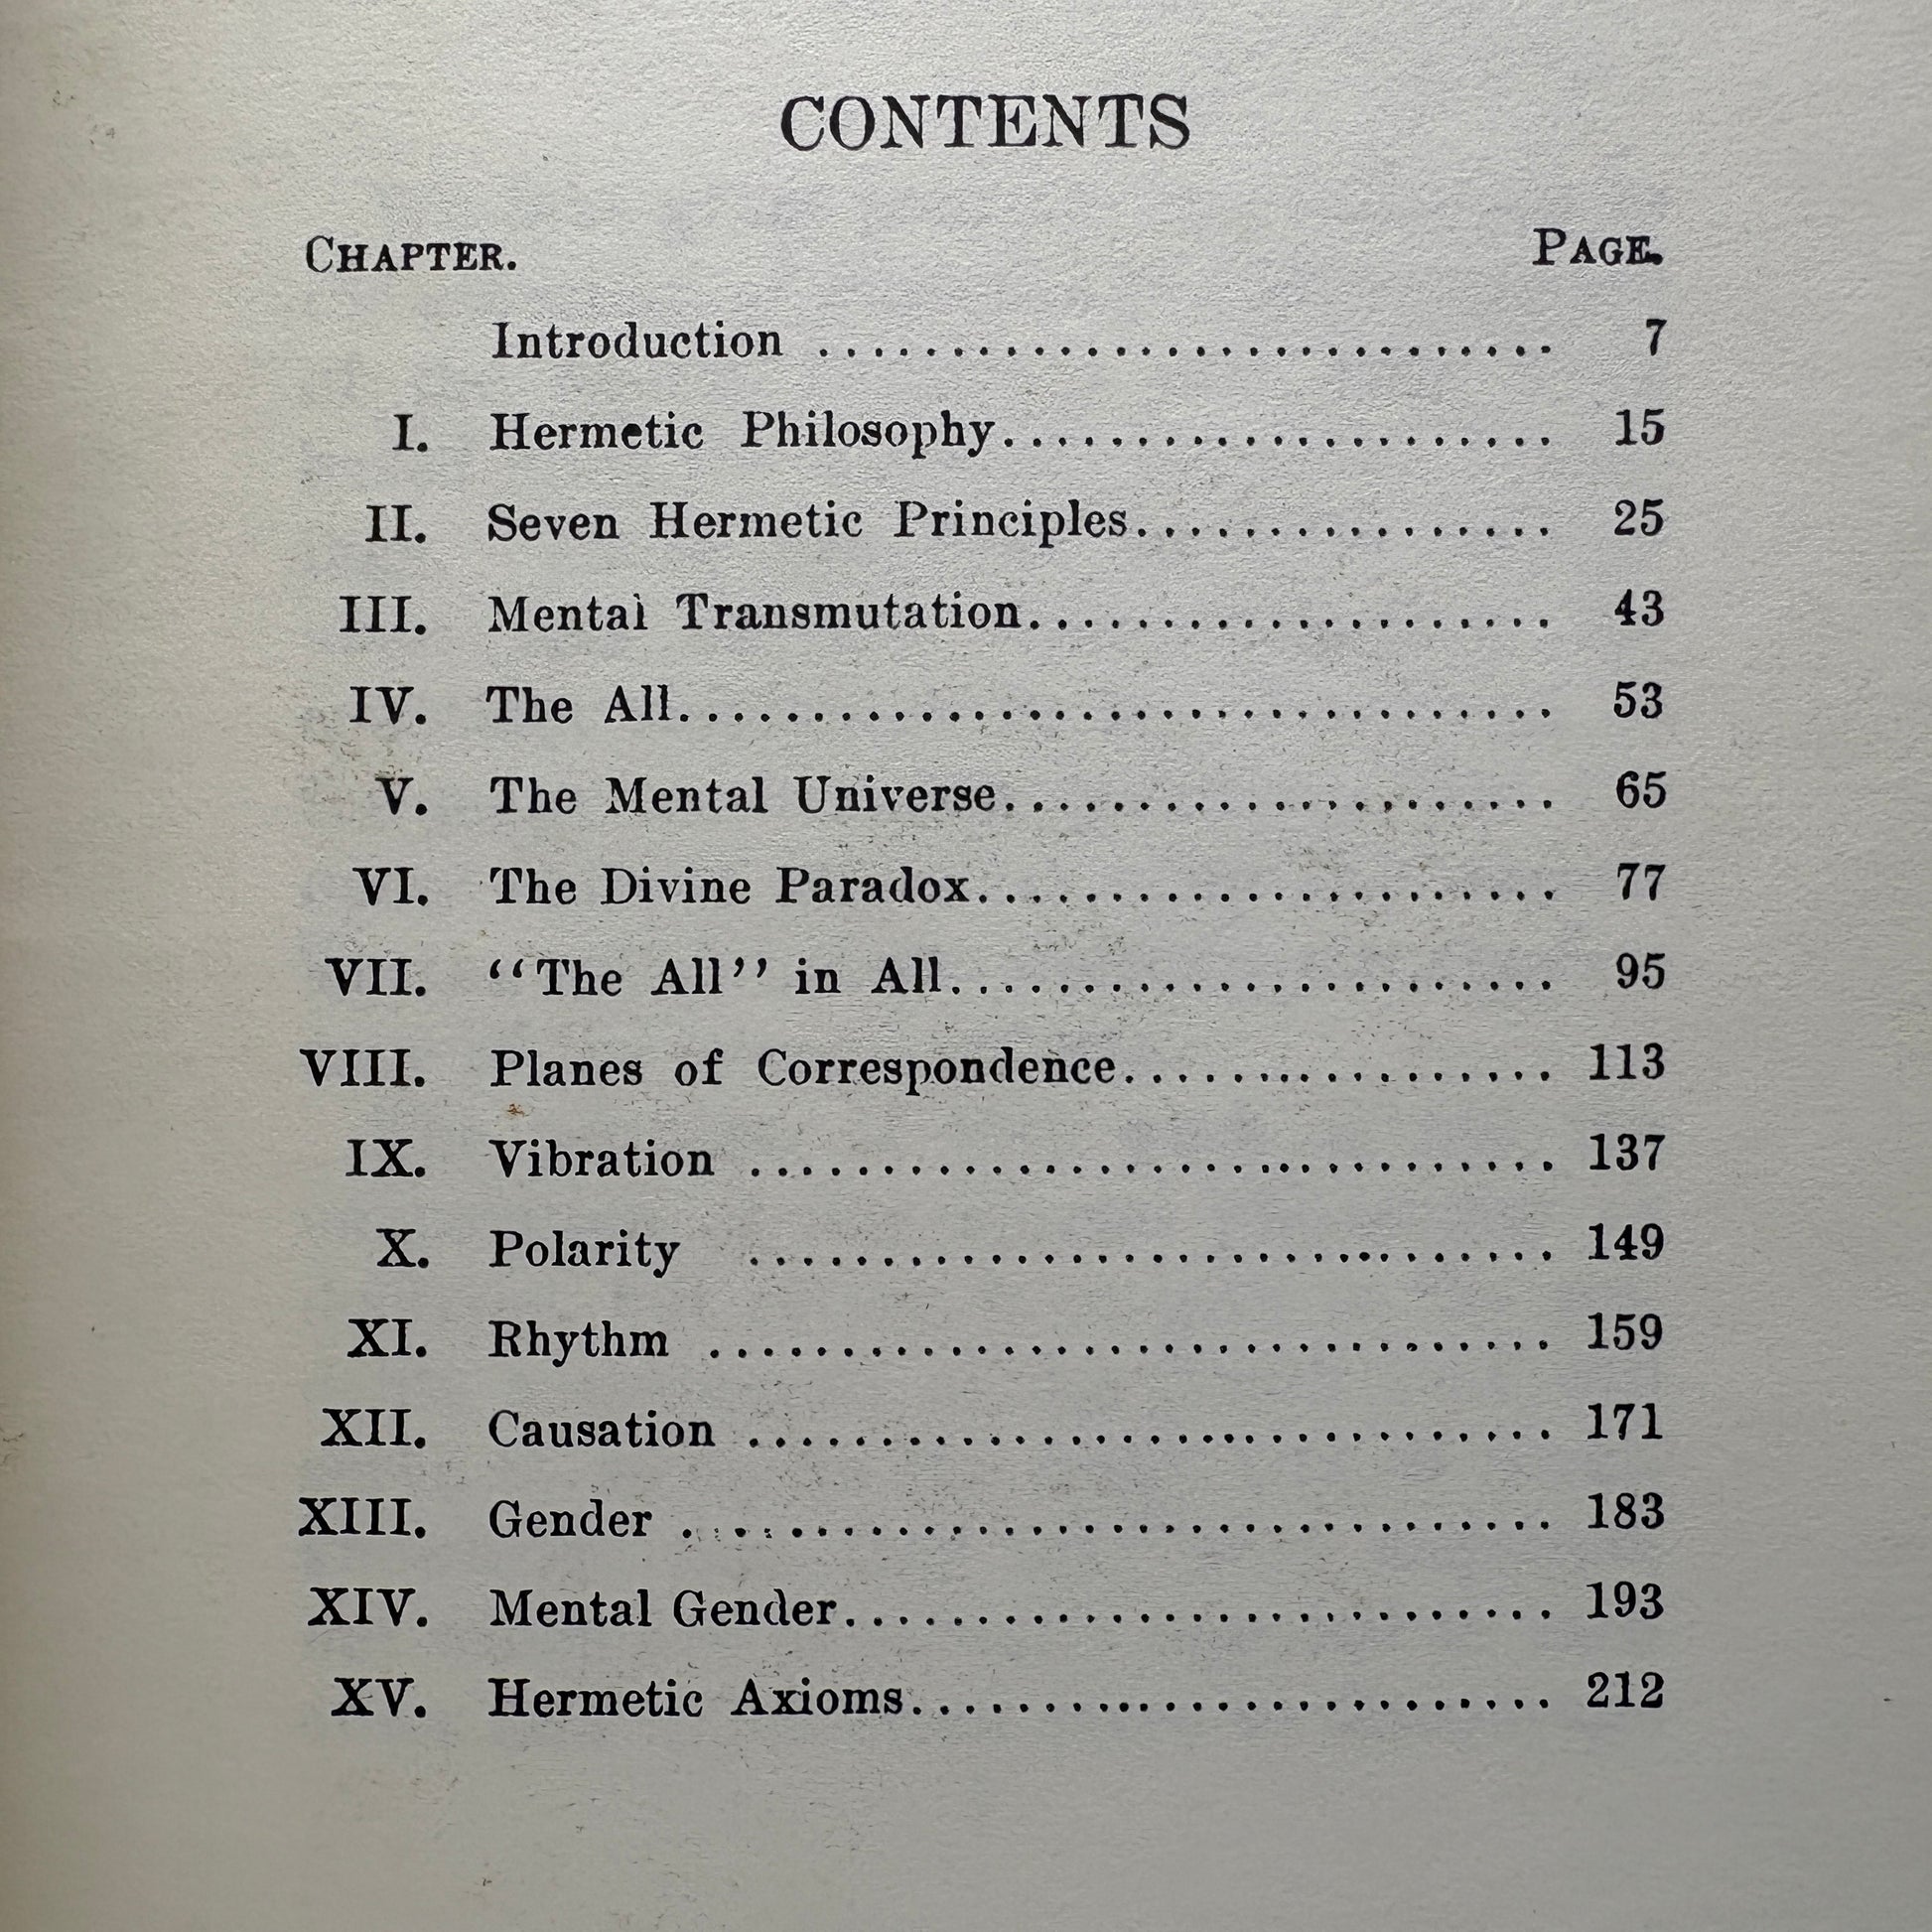 CONTENTS
CHAPTER. PAGE.
Introduction .............................. 7
I. Hermetic Philosophy..................... 15
II. Seven Hermetic Principles................ 25
III. Mental Transmutation.................... 43
IV. The All................................. 53
V. The Mental Universe..................... 65
VI. The Divine Paradox...................... 77
VII. “The All” in All....................... 95
VIII. Planes of Correspondence................. 113
IX. Vibration ............................... 137
X. Polarity ............................... 149
XI. Rhythm ................................ 159
XII. Causation ............................... 171
XIII. Gender ................................. 183
XIV. Mental Gender........................... 193
XV. Hermetic Axioms......................... 212